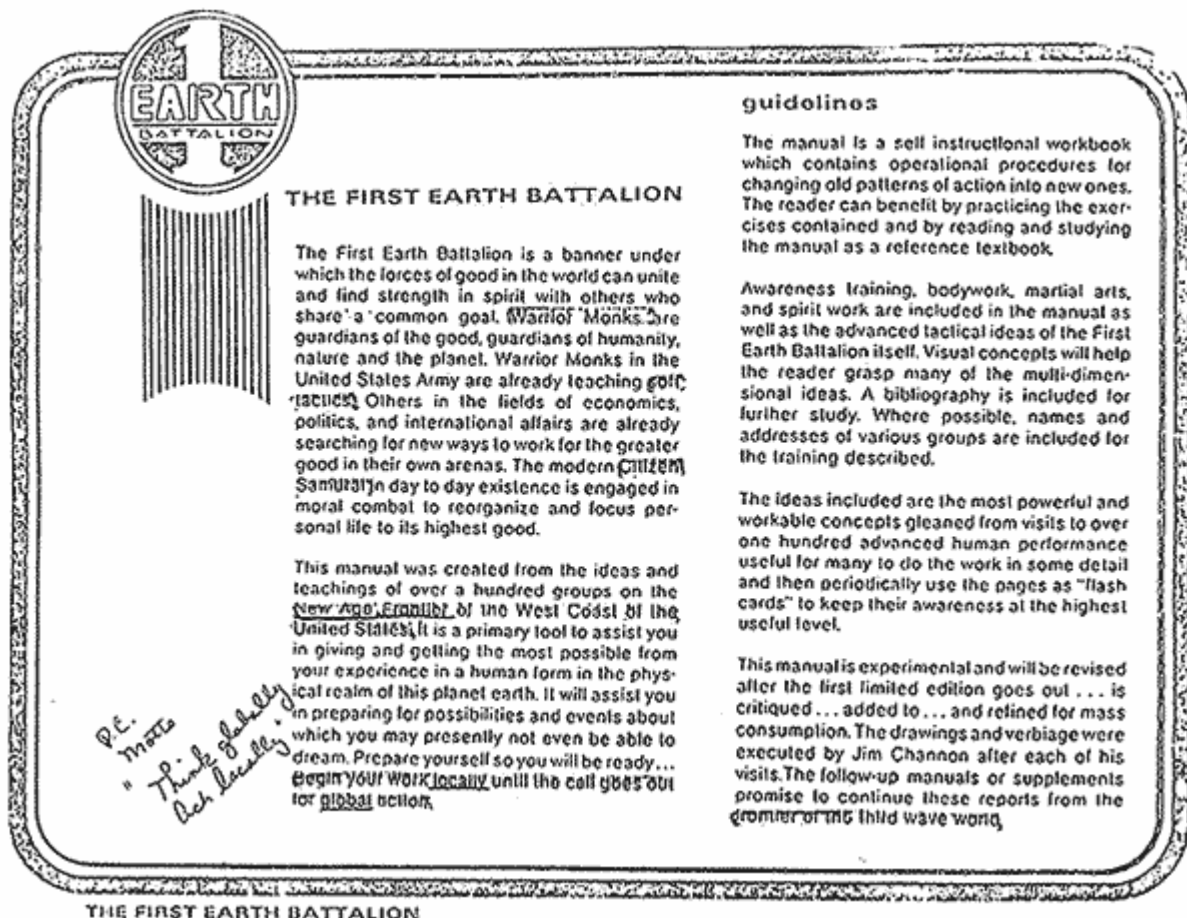 1
EARTH
BATTALION
THE FIRST EARTH BATTALION
The First Earth Battalion is a banner under
which the forces of good in the world can unite
and find strength in spirit with others who
share a common goal. Warrior Monks are
guardians of the good, guardians of humanity,
nature and the planet. Warrior Monks in the
United States Army are already teaching soft
tactics. Others in the fields of economics,
politics, and international affairs are already
searching for new ways to work for the greater
good in their own arenas. The modern Citizen
Samurai in day to day existence is engaged in
moral combat to reorganize and focus per-
sonal life to its highest good.
This manual was created from the ideas and
teachings of over a hundred groups on the
New Age Frontier of the West Coast of the
United States. It is a primary tool to assist you
in giving and getting the most possible from
your experience in a human form in the phys-
ical realm of this planet earth. It will assist you
in preparing for possibilities and events about
which you may presently not even be able to
dream. Prepare yourself so you will be ready...
Begin your work locally until the call goes out
for global action.
P.C.
Motto
" Think globally
Act locally "
guidelines
The manual is a self instructional workbook
which contains operational procedures for
changing old patterns of action into new ones.
The reader can benefit by practicing the exer-
cises contained and by reading and studying
the manual as a reference textbook.
Awareness training, bodywork, martial arts,
and spirit work are included in the manual as
well as the advanced tactical ideas of the First
Earth Battalion itself. Visual concepts will help
the reader grasp many of the multi-dimen-
sional ideas. A bibliography is included for
further study. Where possible, names and
addresses of various groups are included for
the training described.
The ideas included are the most powerful and
workable concepts gleaned from visits to over
one hundred advanced human performance
useful for many to do the work in some detail
and then periodically use the pages as "flash
cards" to keep their awareness at the highest
useful level.
This manual is experimental and will be revised
after the first limited edition goes out ... is
critiqued ... added to ... and refined for mass
consumption. The drawings and verbiage were
executed by Jim Channon after each of his
visits. The follow-up manuals or supplements
promise to continue these reports from the
frontier of the third wave world.
THE FIRST EARTH BATTALION